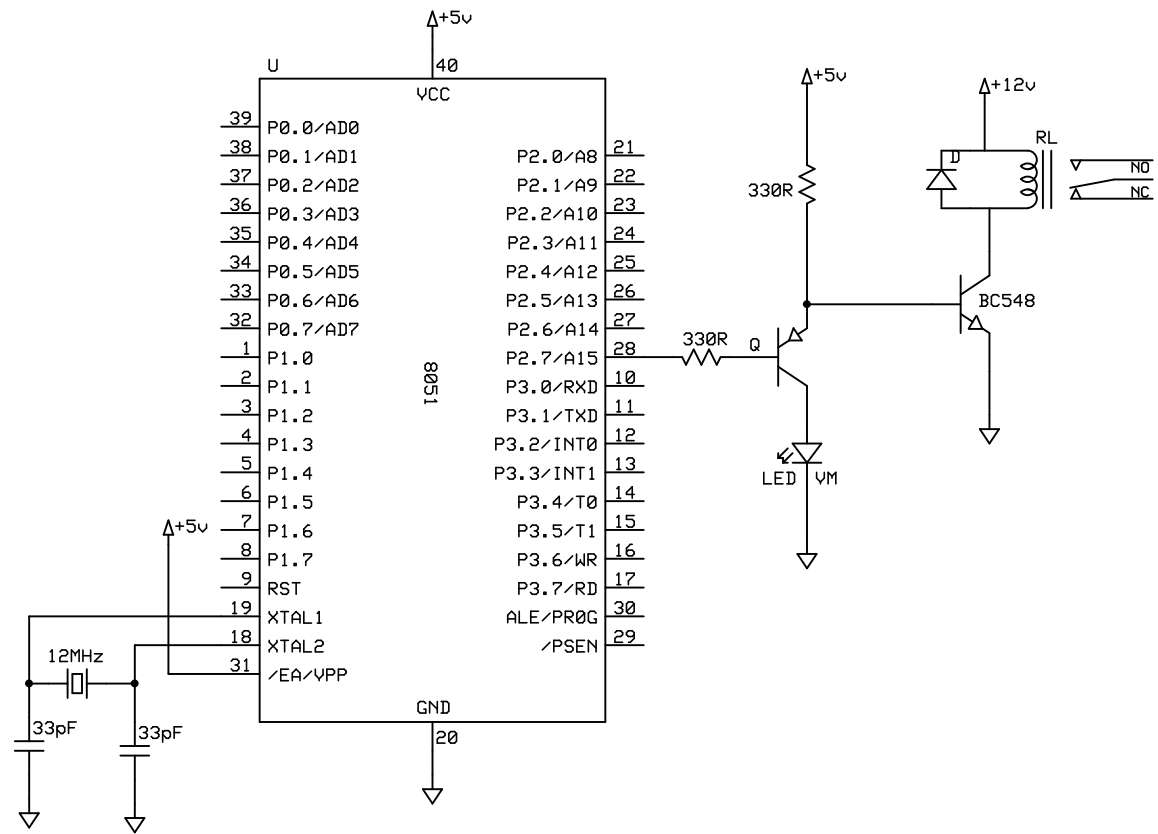 +5v
U
40
VCC
39 P0.0/AD0
38 P0.1/AD1
37 P0.2/AD2
36 P0.3/AD3
35 P0.4/AD4
34 P0.5/AD5
33 P0.6/AD6
32 P0.7/AD7
1 P1.0
2 P1.1
3 P1.2
4 P1.3
5 P1.4
6 P1.5
7 P1.6
8 P1.7
9 RST
19 XTAL1
18 XTAL2
31 /EA/VPP
8051
P2.0/A8 21
P2.1/A9 22
P2.2/A10 23
P2.3/A11 24
P2.4/A12 25
P2.5/A13 26
P2.6/A14 27
P2.7/A15 28
P3.0/RXD 10
P3.1/TXD 11
P3.2/INT0 12
P3.3/INT1 13
P3.4/T0 14
P3.5/T1 15
P3.6/WR 16
P3.7/RD 17
ALE/PROG 30
/PSEN 29
GND
20
+5v
12MHz
33pF
33pF
+5v
330R
330R
Q
LED VM
+12v
D
RL
NO
NC
BC548